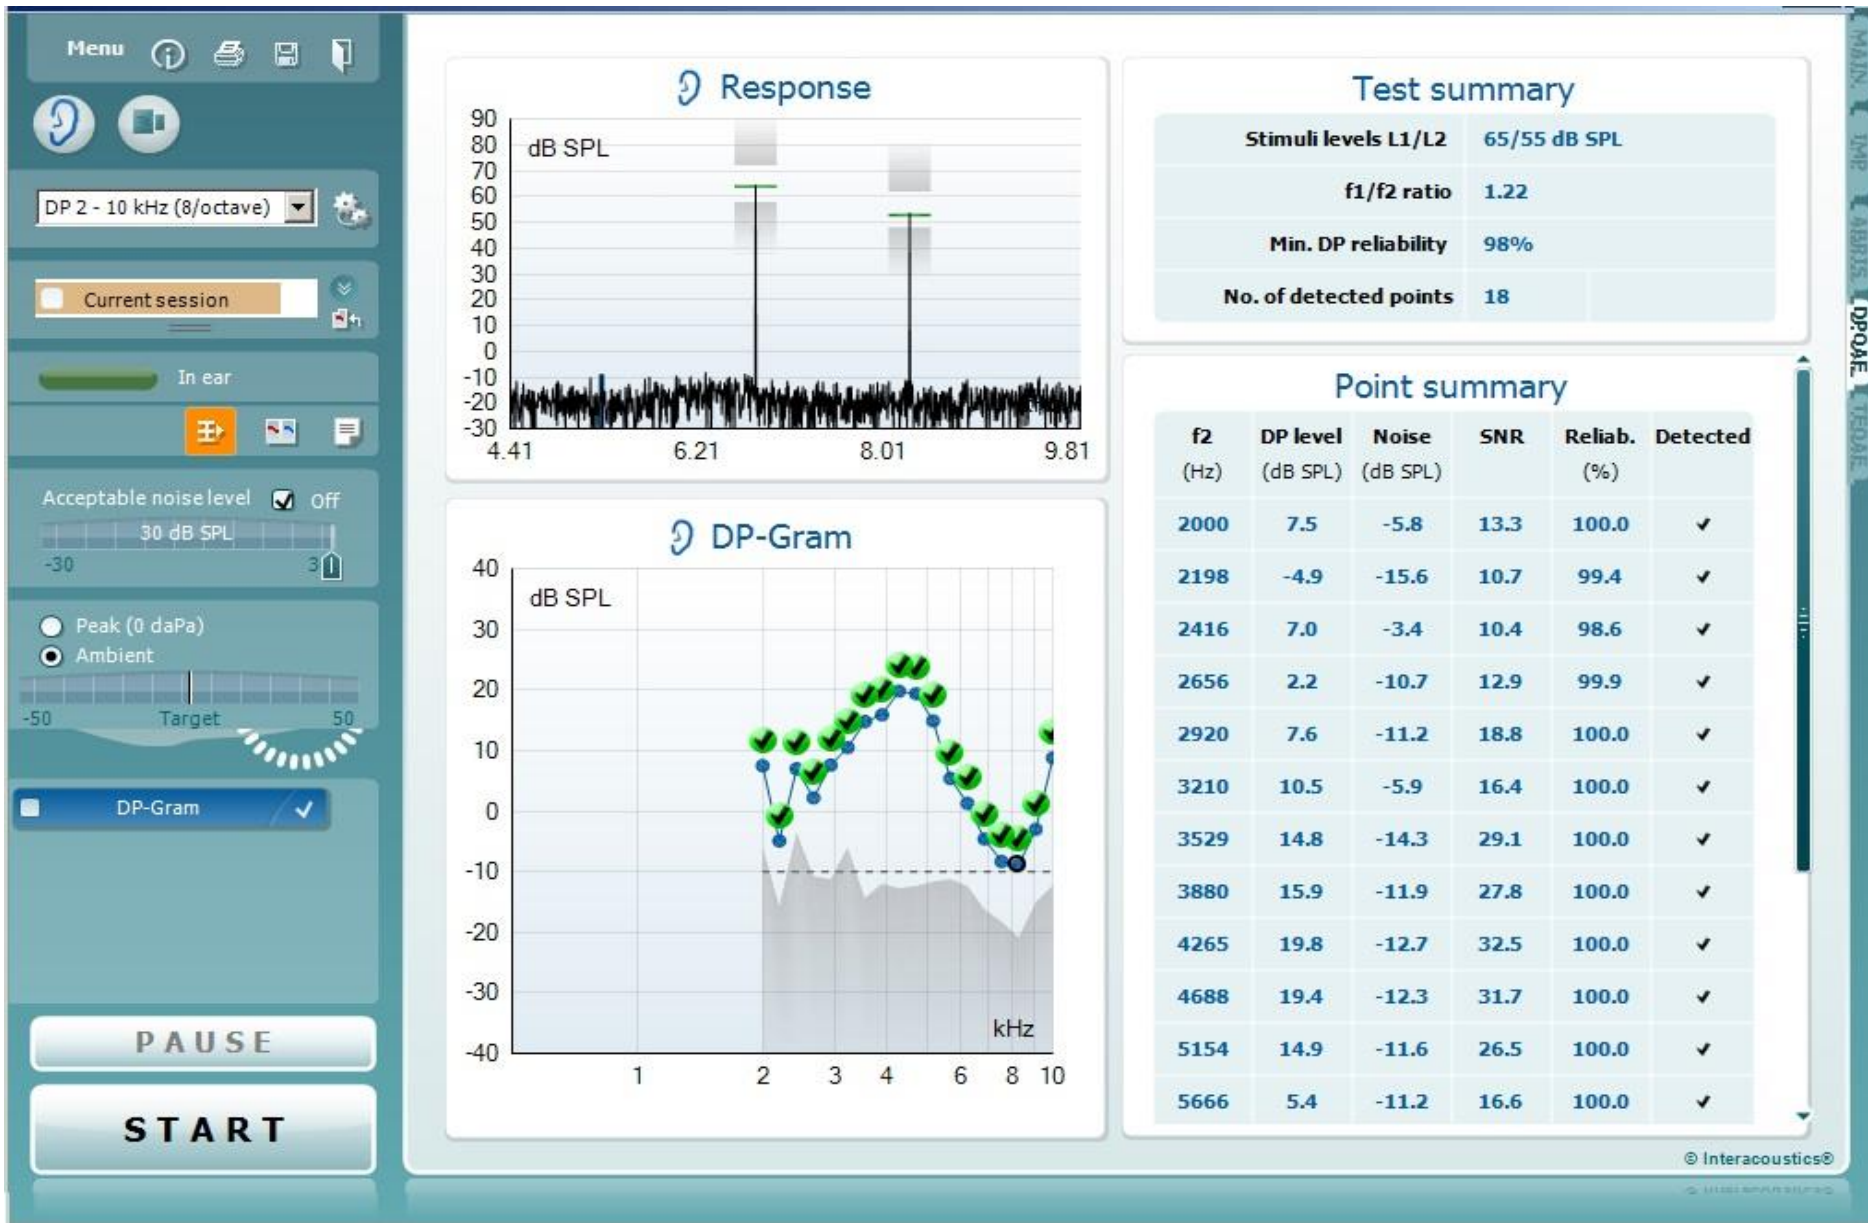 Menu
DP 2 - 10 kHz (8/octave)
Current session
In ear
Acceptable noise level Off
30 dB SPL
-30 3
Peak (0 daPa)
Ambient
-50 Target 50
DP-Gram
PAUSE
START
Response
dB SPL
90
80
70
60
50
40
30
20
10
0
-10
-20
-30
4.41 6.21 8.01 9.81
DP-Gram
dB SPL
40
30
20
10
0
-10
-20
-30
-40
kHz
1 2 3 4 6 8 10
Test summary
Stimuli levels L1/L2 65/55 dB SPL
f1/f2 ratio 1.22
Min. DP reliability 98%
No. of detected points 18
Point summary
f2 DP level Noise SNR Reliab. Detected
(Hz) (dB SPL) (dB SPL) (%)
2000 7.5 -5.8 13.3 100.0 ✓
2198 -4.9 -15.6 10.7 99.4 ✓
2416 7.0 -3.4 10.4 98.6 ✓
2656 2.2 -10.7 12.9 99.9 ✓
2920 7.6 -11.2 18.8 100.0 ✓
3210 10.5 -5.9 16.4 100.0 ✓
3529 14.8 -14.3 29.1 100.0 ✓
3880 15.9 -11.9 27.8 100.0 ✓
4265 19.8 -12.7 32.5 100.0 ✓
4688 19.4 -12.3 31.7 100.0 ✓
5154 14.9 -11.6 26.5 100.0 ✓
5666 5.4 -11.2 16.6 100.0 ✓
© Interacoustics®
MAIN
IMP
ABRIS
DPOAE
TEOAE